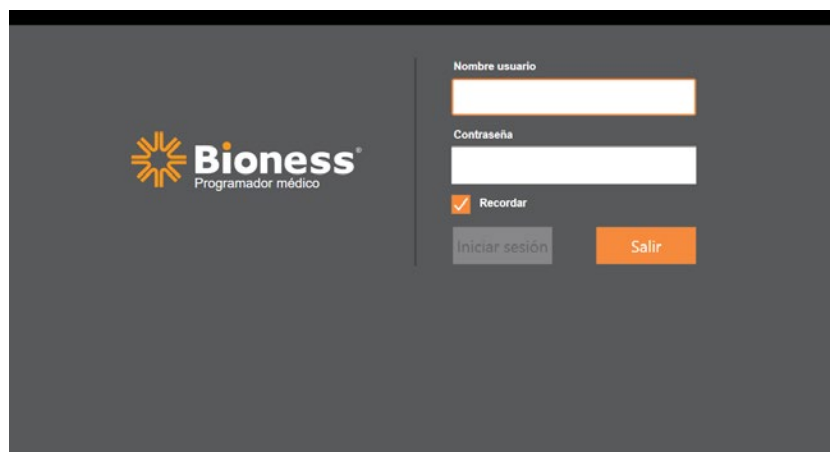 Bioness®
Programador médico
Nombre usuario
Contraseña
Recordar
Iniciar sesión
Salir